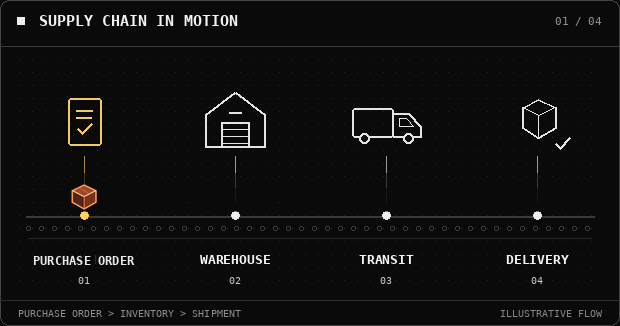 SUPPLY CHAIN IN MOTION
01 / 04
PURCHASE ORDER
WAREHOUSE
TRANSIT
DELIVERY
01
02
03
04
PURCHASE ORDER > INVENTORY > SHIPMENT
ILLUSTRATIVE FLOW